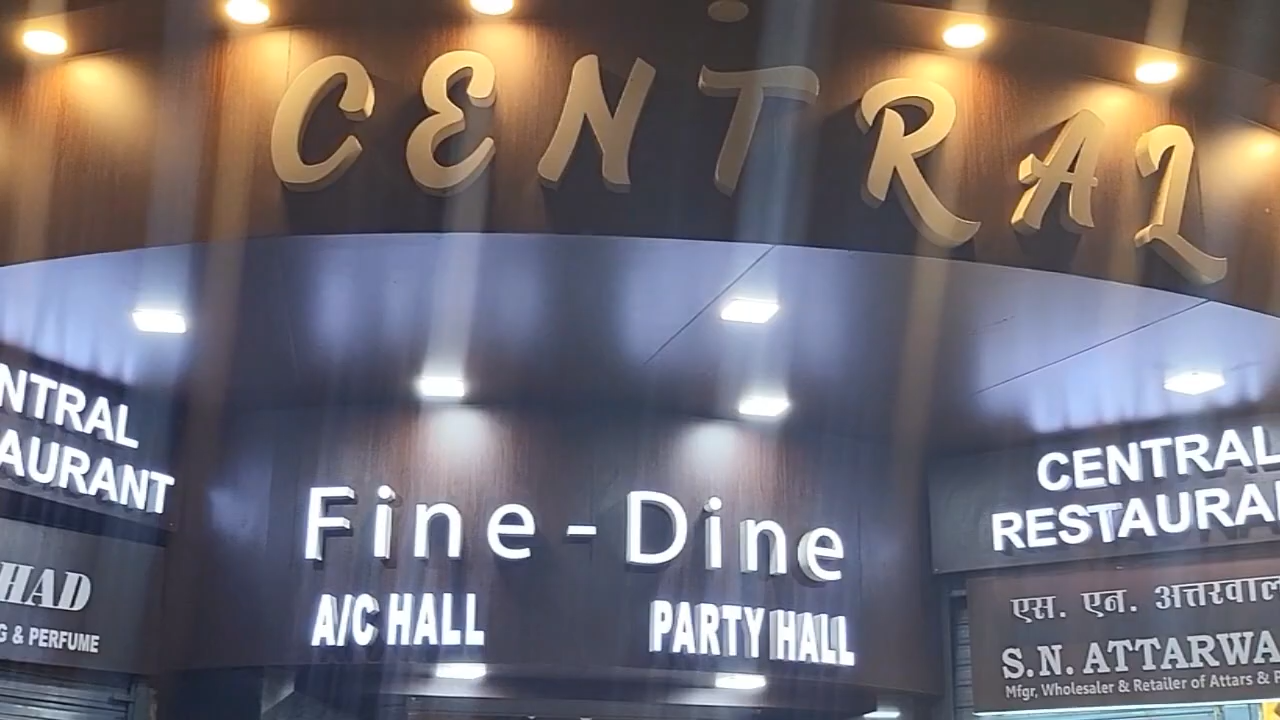 CENTRAL
NTRAL
AURANT
HAD
G & PERFUME
Fine-Dine
A/C HALL PARTY HALL
CENTRAL
RESTAURA
एस. एन. अत्तरवाल
S.N. ATTARWA
Mfgr, Wholesaler & Retailer of Attars &